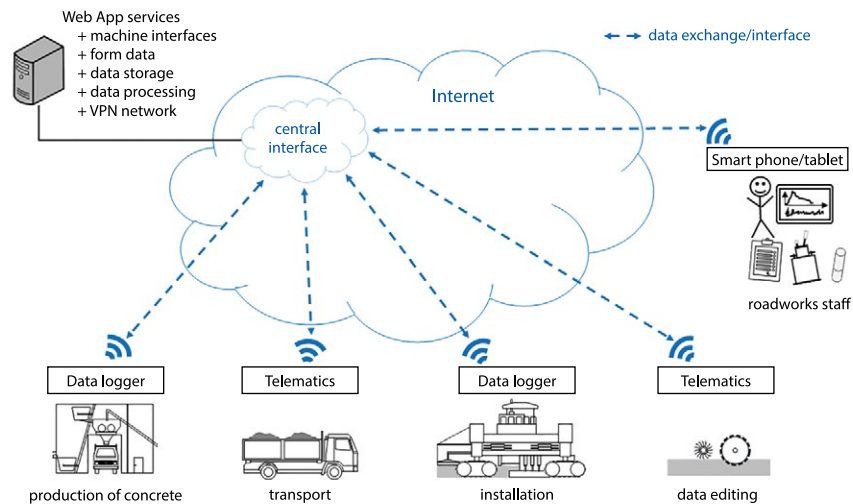 Web App services
+ machine interfaces
+ form data
+ data storage
+ data processing
+ VPN network
data exchange/interface
Internet
central
interface
Smart phone/tablet
roadworks staff
Data logger
Telematics
Data logger
Telematics
production of concrete
transport
installation
data editing